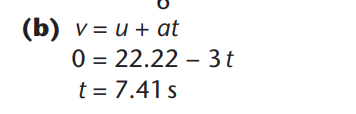 (b) v = u + at
0 = 22.22 – 3t
t = 7.41 s